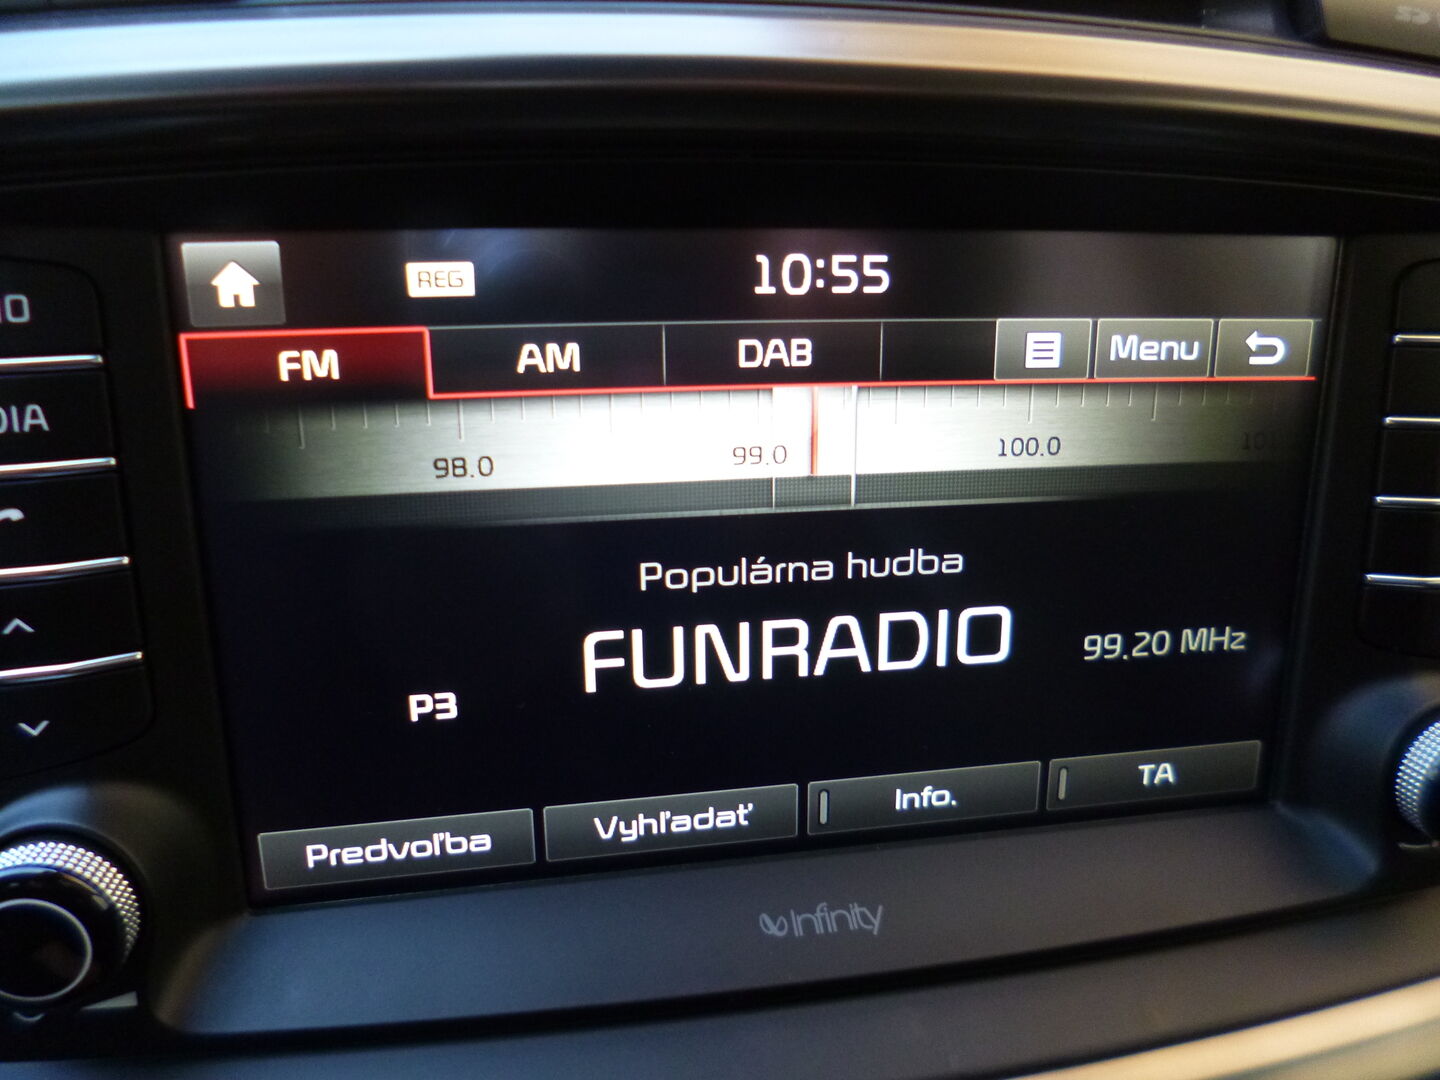 REG 10:55
FM AM DAB Menu
98.0 99.0 100.0
Populárna hudba
FUNRADIO 99.20 MHz
P3
Predvoľba Vyhľadať Info. TA
infinity